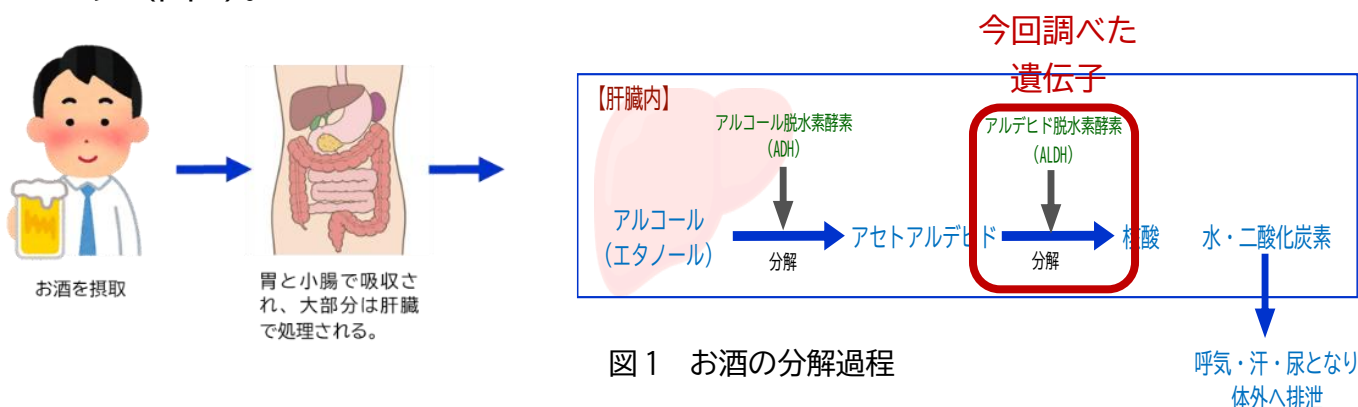 お酒を摂取
胃と小腸で吸収さ
れ、大部分は肝臓
で処理される。
今回調べた
遺伝子
【肝臓内】
アルコール脱水素酵素
(ADH)
アルデヒド脱水素酵素
(ALDH)
アルコール
(エタノール)
分解
アセトアルデヒド
分解
水・二酸化炭素
図1 お酒の分解過程
呼気・汗・尿となり
体外へ排泄